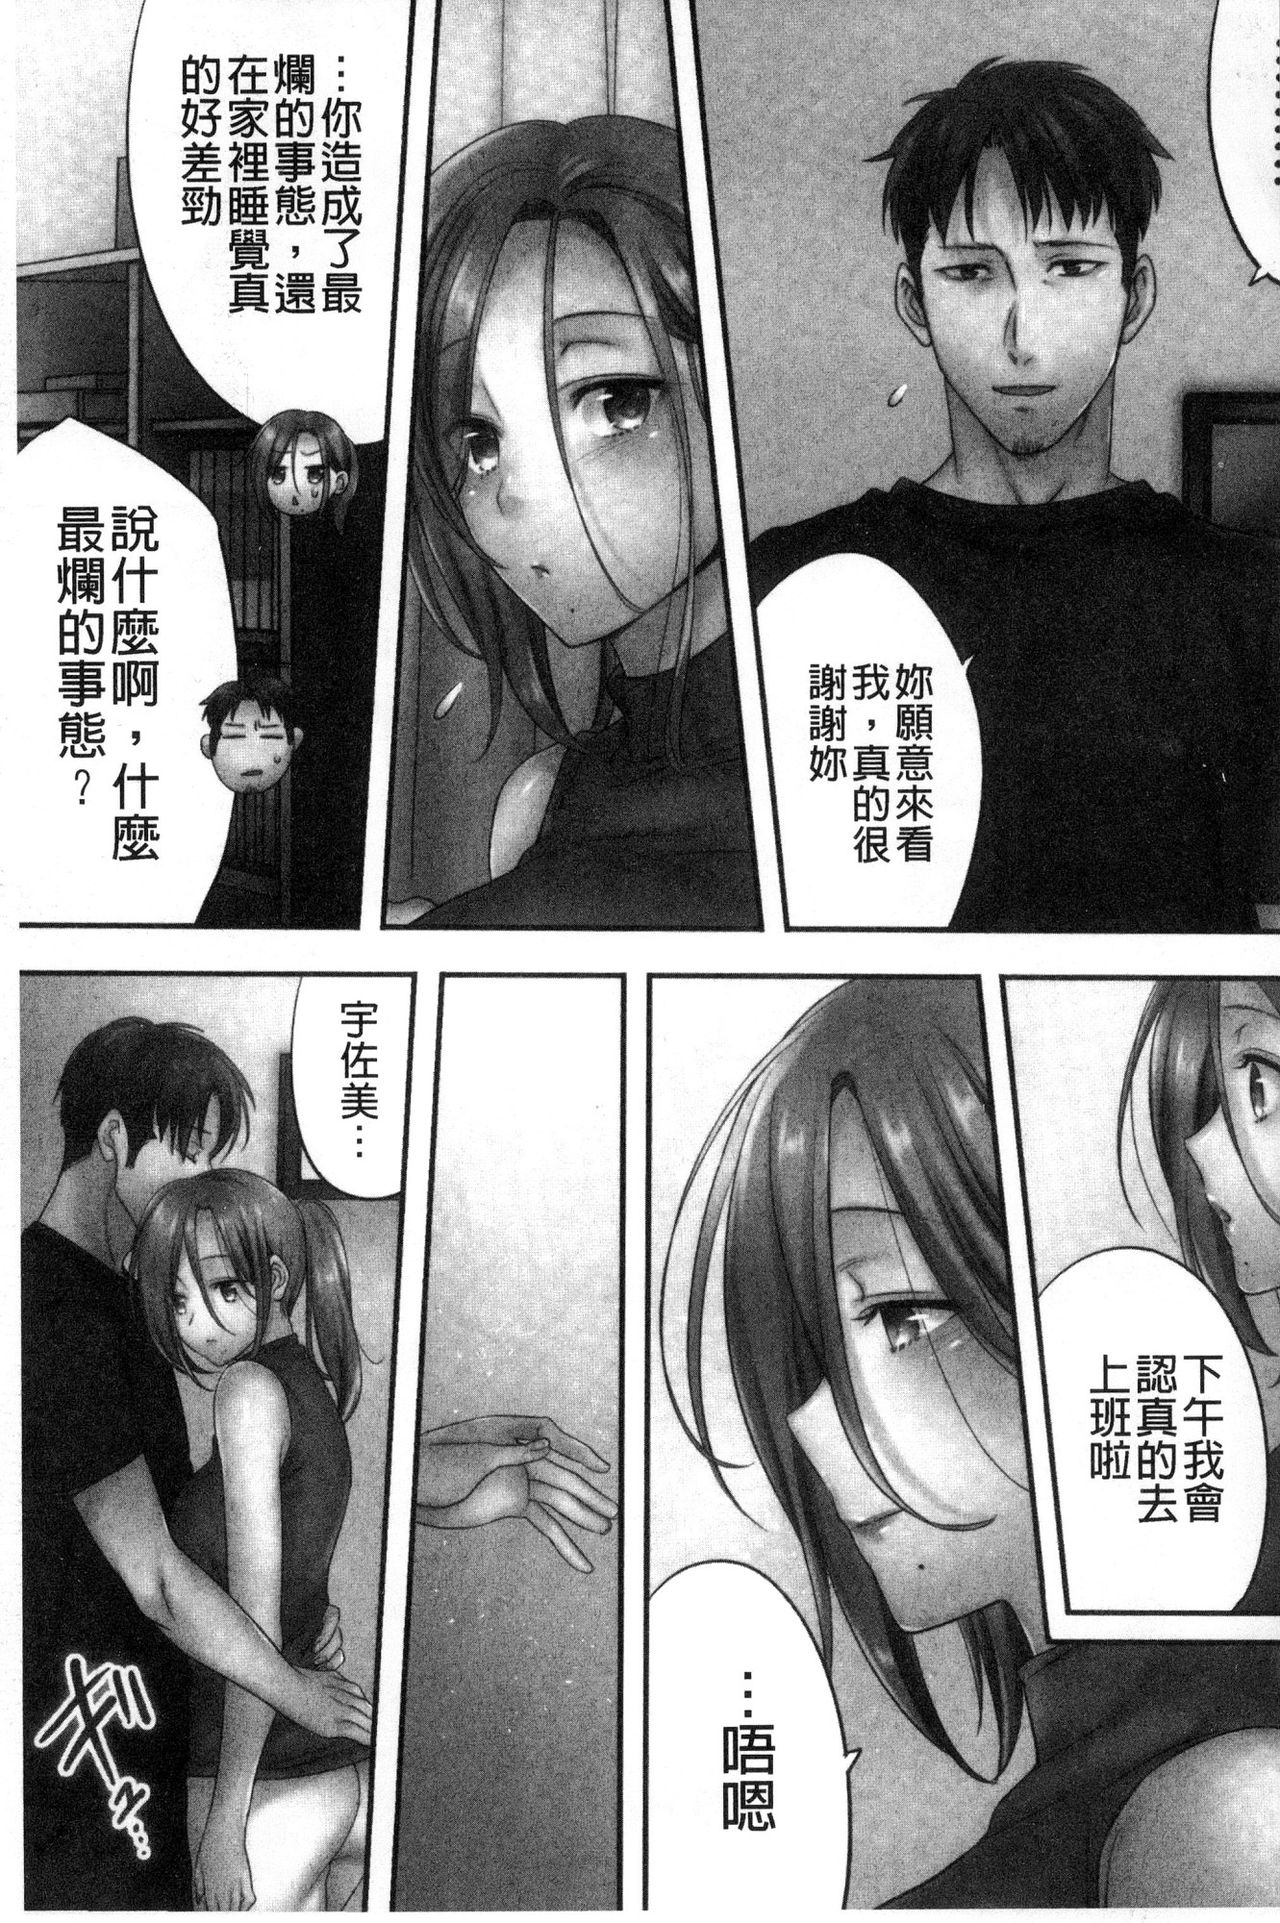 ………
妳願意來看
我，真的很
謝謝妳
…你造成了最
爛的事態，還
在家裡睡覺真
的好差勁
說什麼啊，什麼
最爛的事態？
下午我會
認真的去
上班啦
…唔嗯
宇佐美…
ギュ…